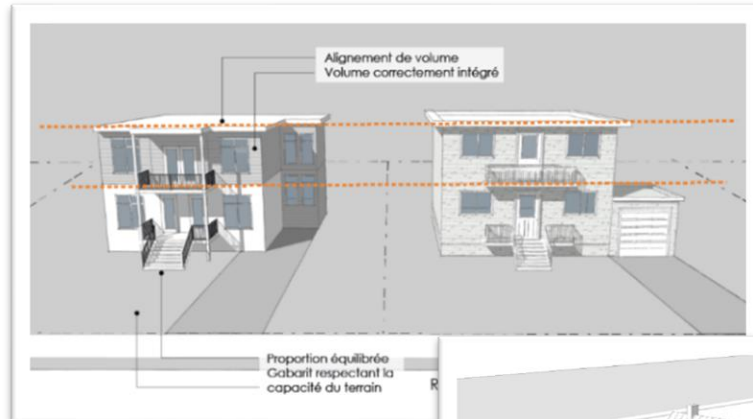 Alignement de volume
Volume correctement intégré
Proportion équilibrée
Gabarit respectant la
capacité du terrain
R